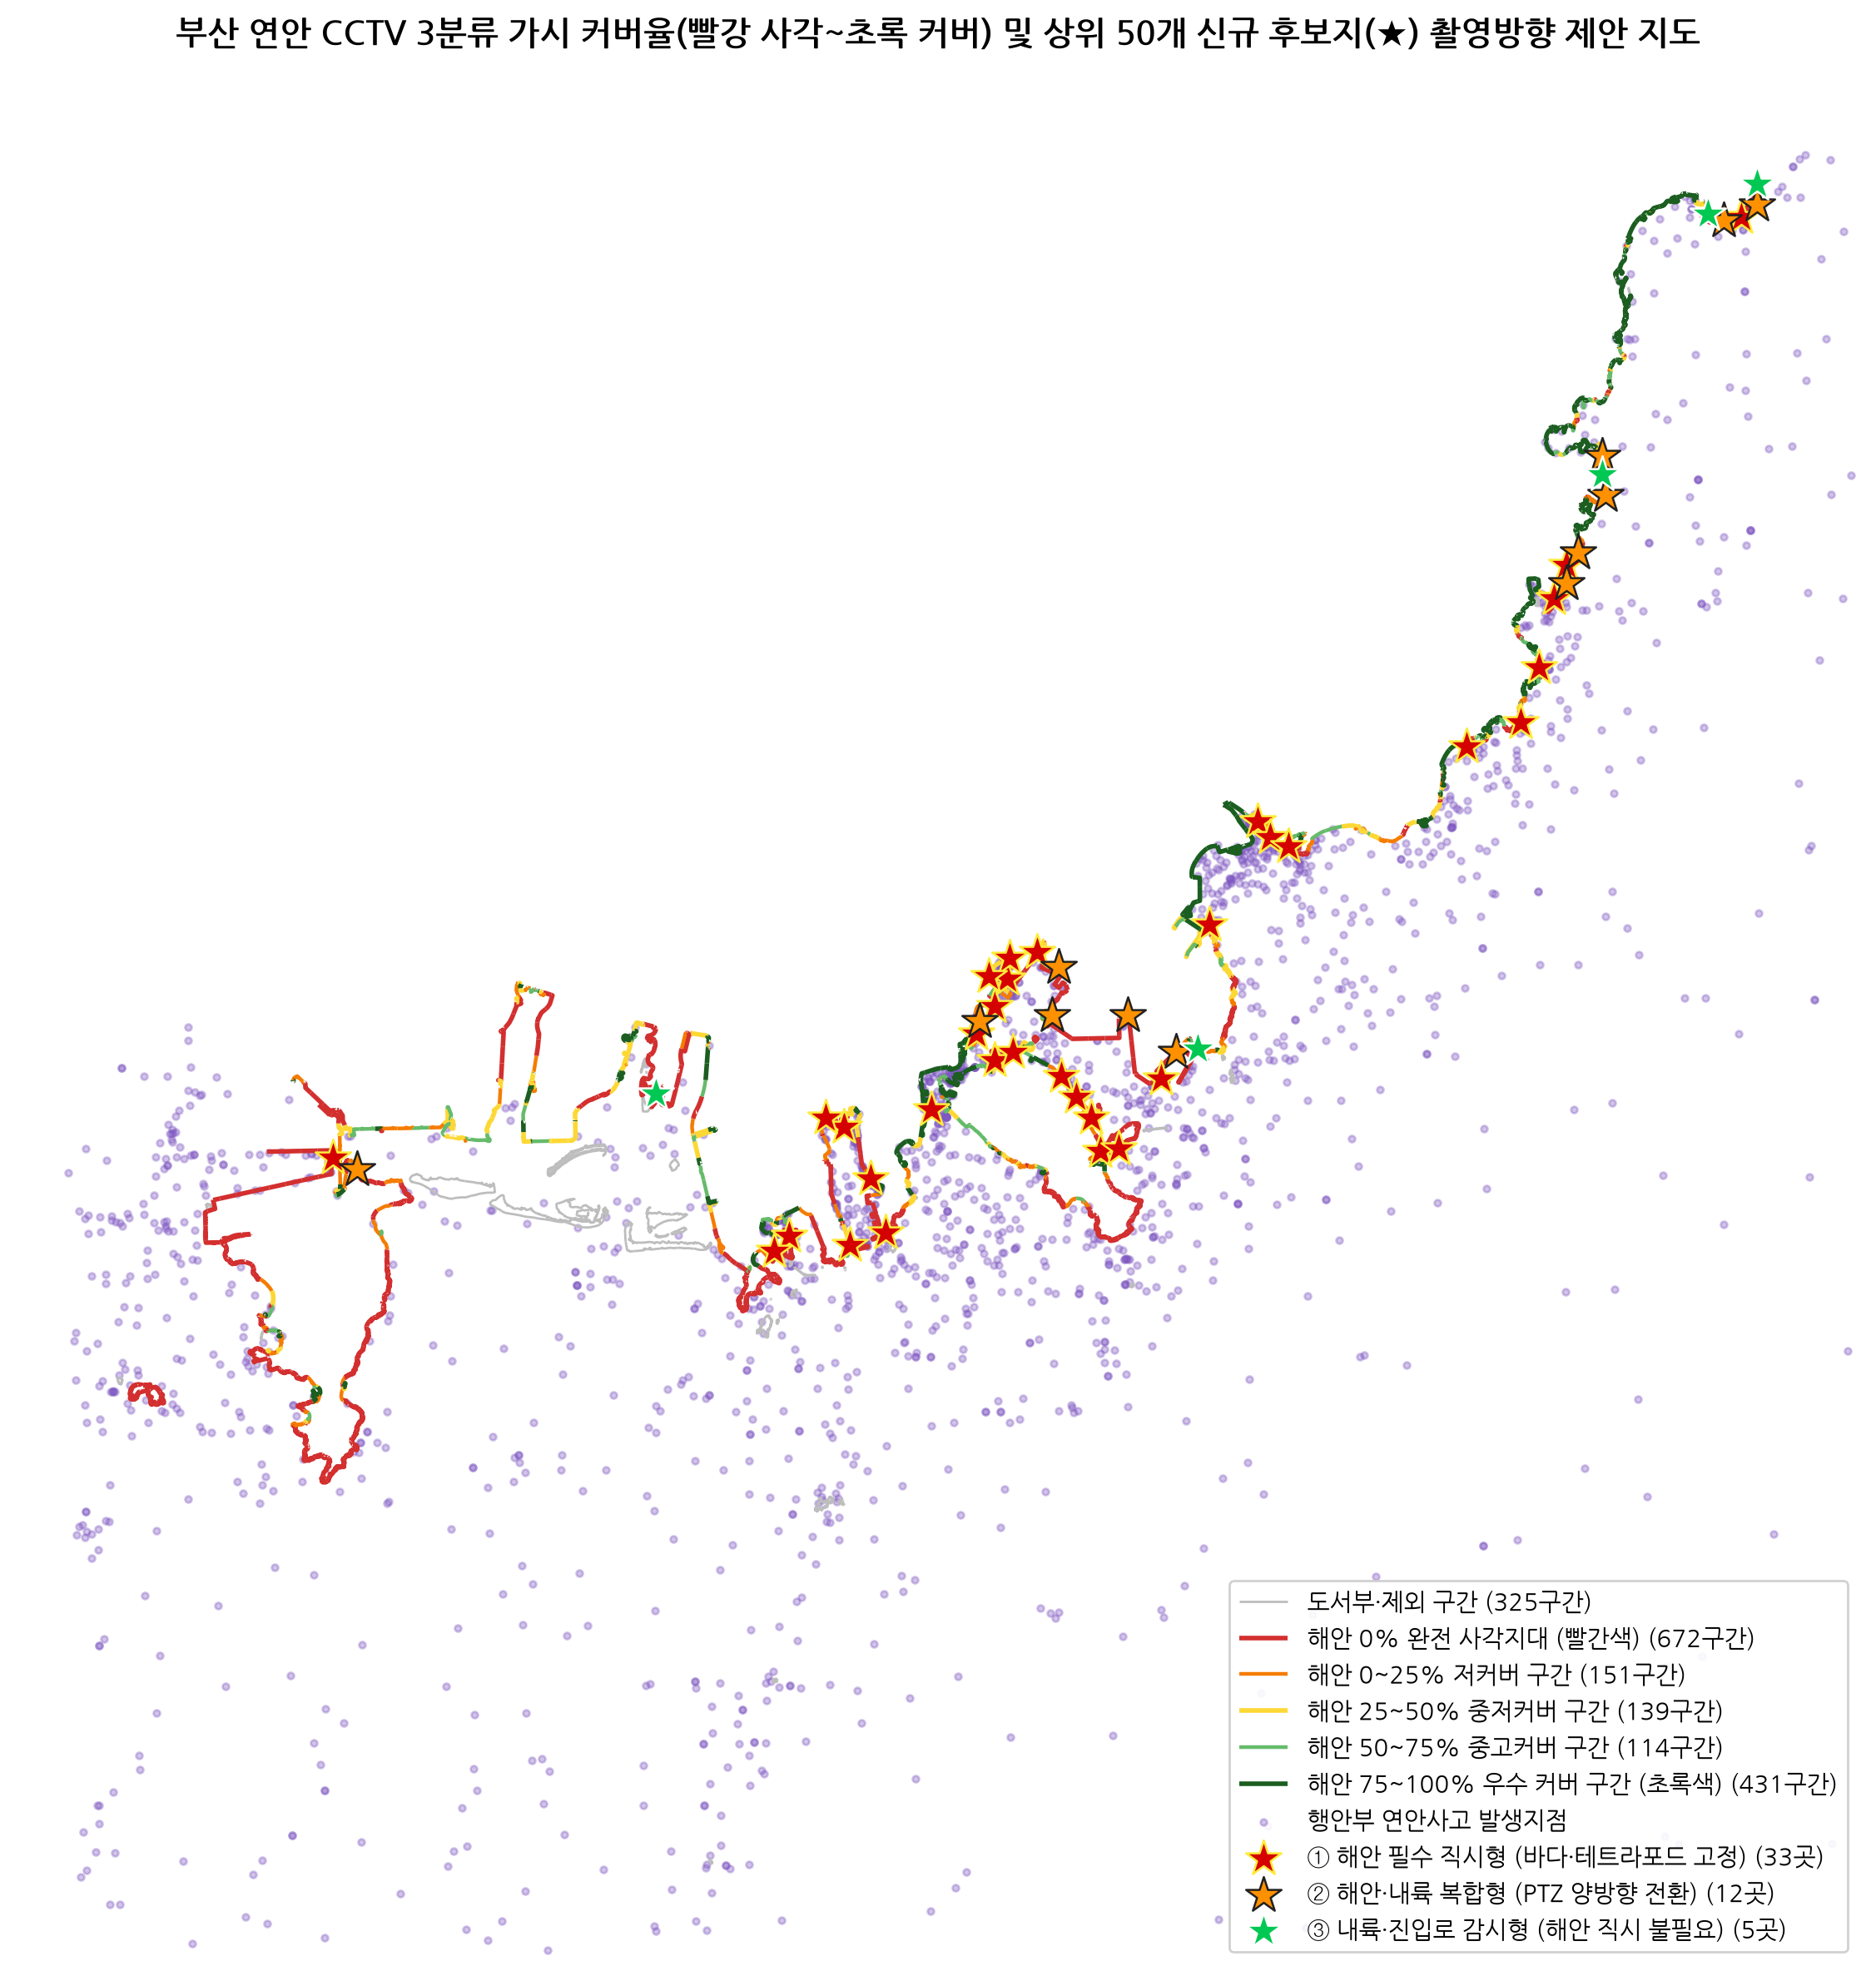 부산 연안 CCTV 3분류 가시 커버율(빨강 사각~초록 커버) 및 상위 50개 신규 후보지(★) 촬영방향 제안 지도
도서부·제외 구간 (325구간)
해안 0% 완전 사각지대 (빨간색) (672구간)
해안 0~25% 저커버 구간 (151구간)
해안 25~50% 중저커버 구간 (139구간)
해안 50~75% 중고커버 구간 (114구간)
해안 75~100% 우수 커버 구간 (초록색) (431구간)
행안부 연안사고 발생지점
① 해안 필수 직시형 (바다·테트라포드 고정) (33곳)
② 해안·내륙 복합형 (PTZ 양방향 전환) (12곳)
③ 내륙·진입로 감시형 (해안 직시 불필요) (5곳)